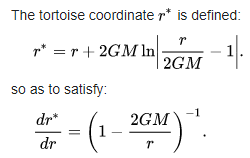 The tortoise coordinate r* is defined:
r* = r + 2GM ln| r/2GM − 1|.
so as to satisfy:
dr*/dr = (1 − 2GM/r)⁻¹.